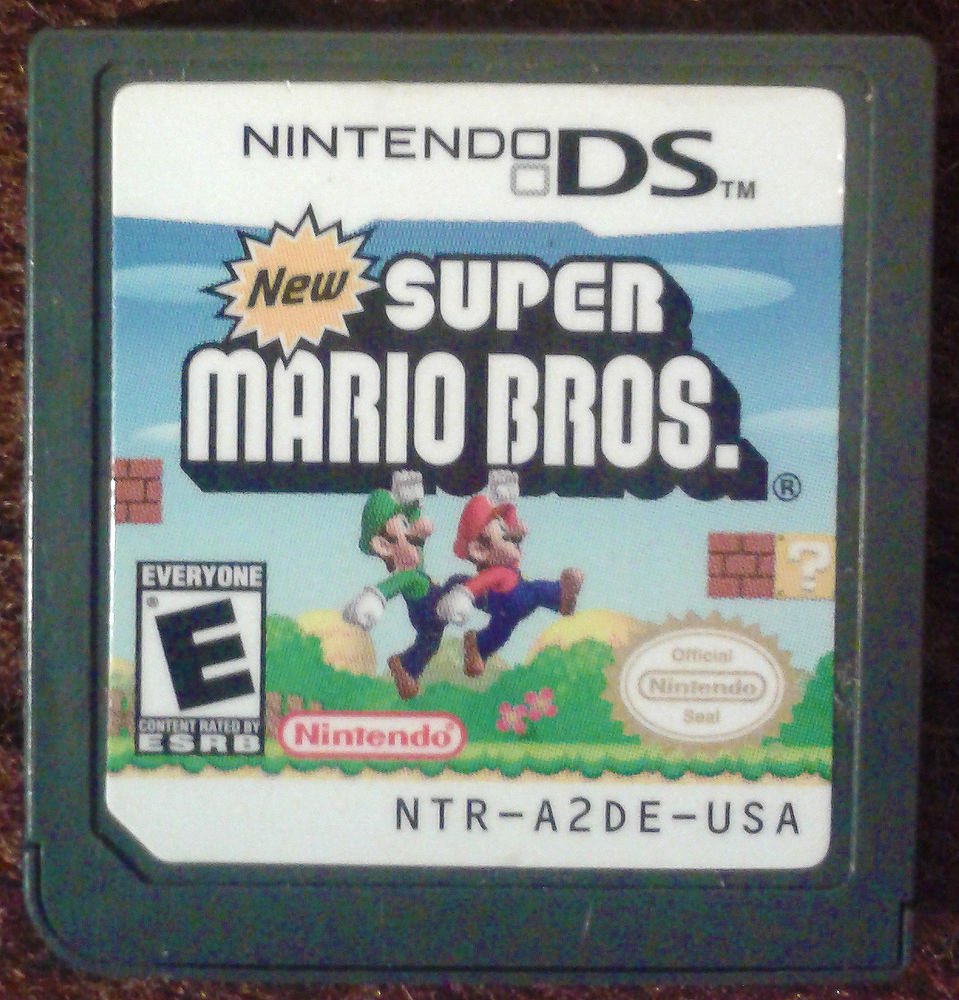 NINTENDO DS™
New SUPER
MARIO BROS.
®
?
EVERYONE
E
®
CONTENT RATED BY
ESRB
Nintendo®
Official
Nintendo
Seal
NTR-A2DE-USA